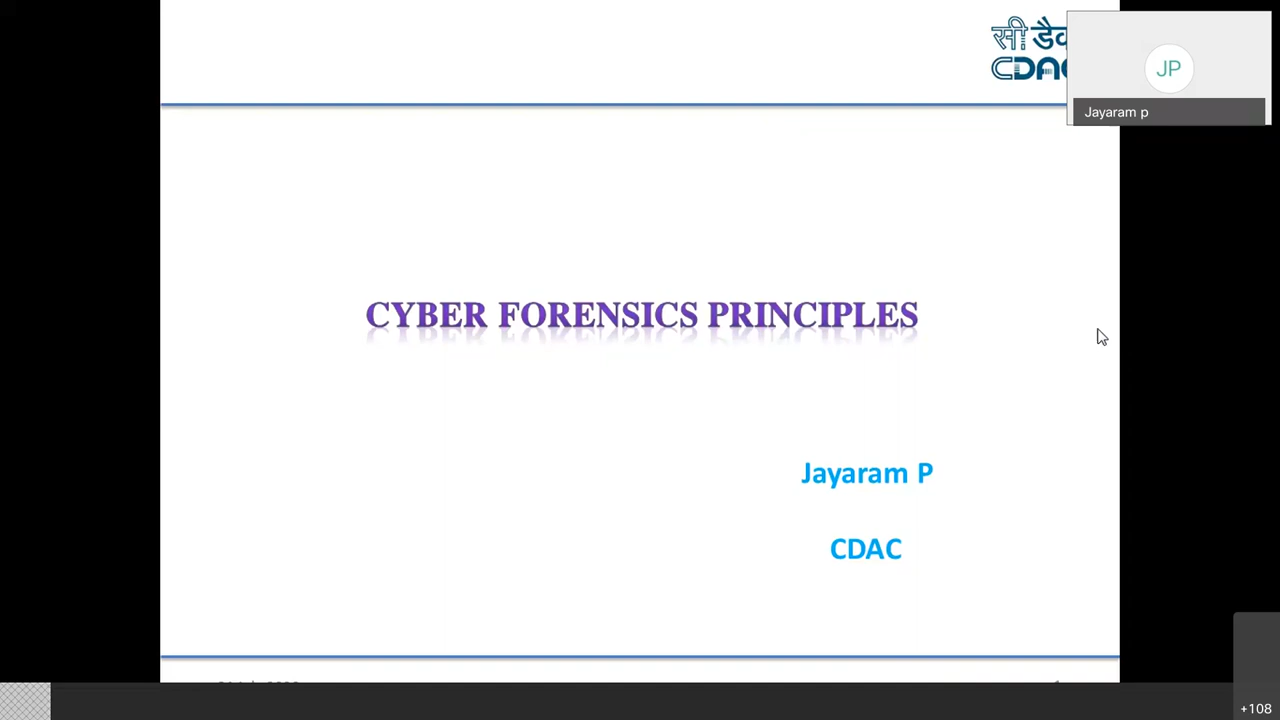 सी डैक
CDAC
JP
Jayaram p
CYBER FORENSICS PRINCIPLES
Jayaram P
CDAC
+108